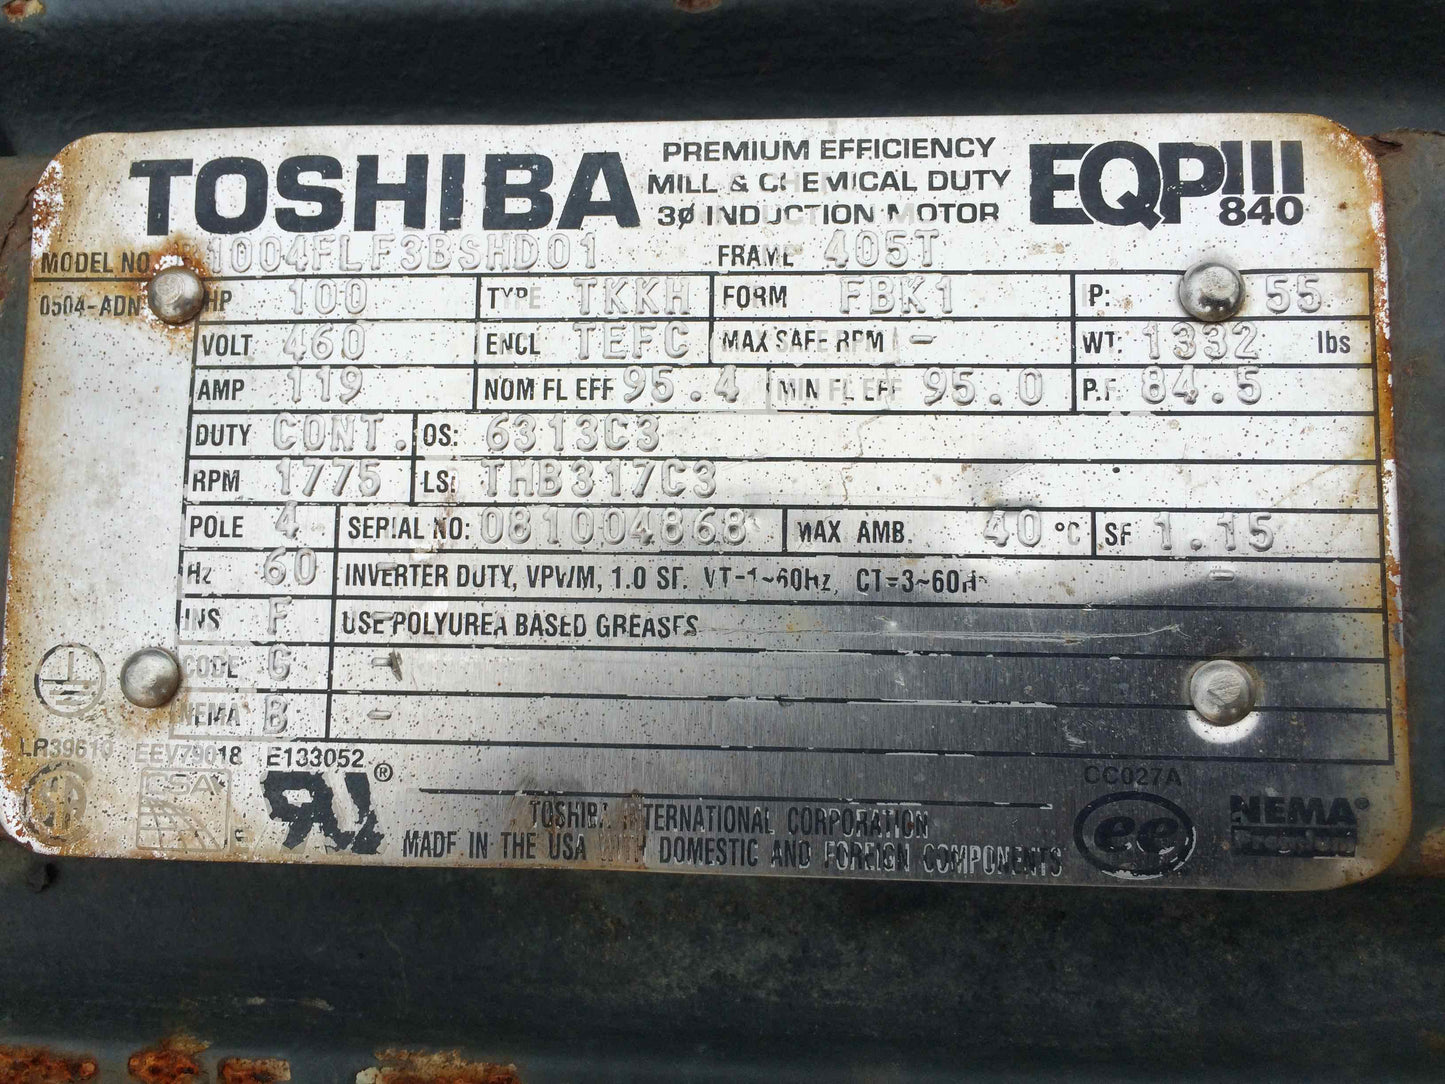 TOSHIBA PREMIUM EFFICIENCY EQPIII
MILL & CHEMICAL DUTY 840
3ø INDUCTION MOTOR
MODEL NO. B1004FLF3BSHD01 FRAME 405T
0504-ADN HP 100 TYPE TKKH FORM FBK1 IP: 55
VOLT 460 ENCL TEFC MAX SAFE RPM - WT: 1332 lbs
AMP 119 NOM FL EFF 95.4 MIN FL EFF 95.0 P.F. 84.5
DUTY CONT. OS: 6313C3
RPM 1775 LS:
POLE 4 SERIAL NO: 081004868 MAX AMB. 40 °C SF 1.15
Hz 60 INVERTER DUTY, VPWM, 1.0 SF. VT-1~60Hz, CT=3~60Hz -
INS F USE POLYUREA BASED GREASES
CODE G -
NEMA B -
LR39610 EEV79018 E133052 CC027A
CSA ee NEMA®
Premium
TOSHIBA INTERNATIONAL CORPORATION
MADE IN THE USA WITH DOMESTIC AND FOREIGN COMPONENTS